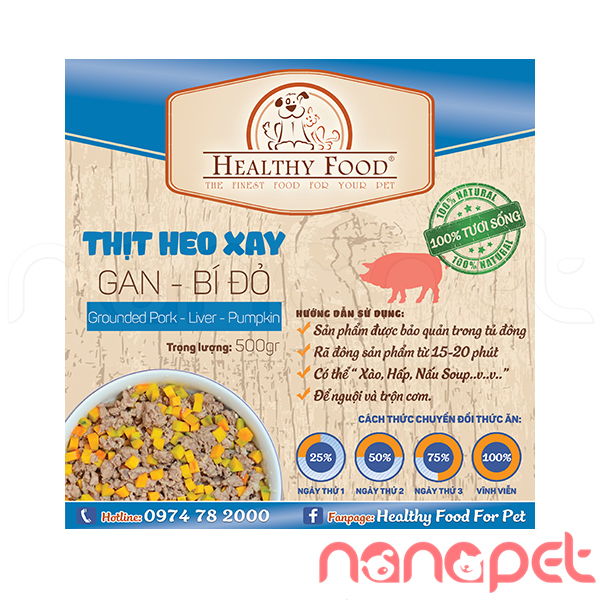 HEALTHY FOOD®
THE FINEST FOOD FOR YOUR PET
100% NATURAL
100% TƯƠI SỐNG
100% NATURAL
THỊT HEO XAY
GAN - BÍ ĐỎ
Grounded Pork - Liver - Pumpkin
Trọng lượng: 500gr
HƯỚNG DẪN SỬ DỤNG:
Sản phẩm được bảo quản trong tủ đông
Rã đông sản phẩm từ 15-20 phút
Có thể “ Xào, Hấp, Nấu Soup..v..v..”
Để nguội và trộn cơm.
CÁCH THỨC CHUYỂN ĐỔI THỨC ĂN:
25% 50% 75% 100%
NGÀY THỨ 1 NGÀY THỨ 2 NGÀY THỨ 3 VĨNH VIỄN
Hotline: 0974 78 2000
Fanpage: Healthy Food For Pet
nanapet
nanapet